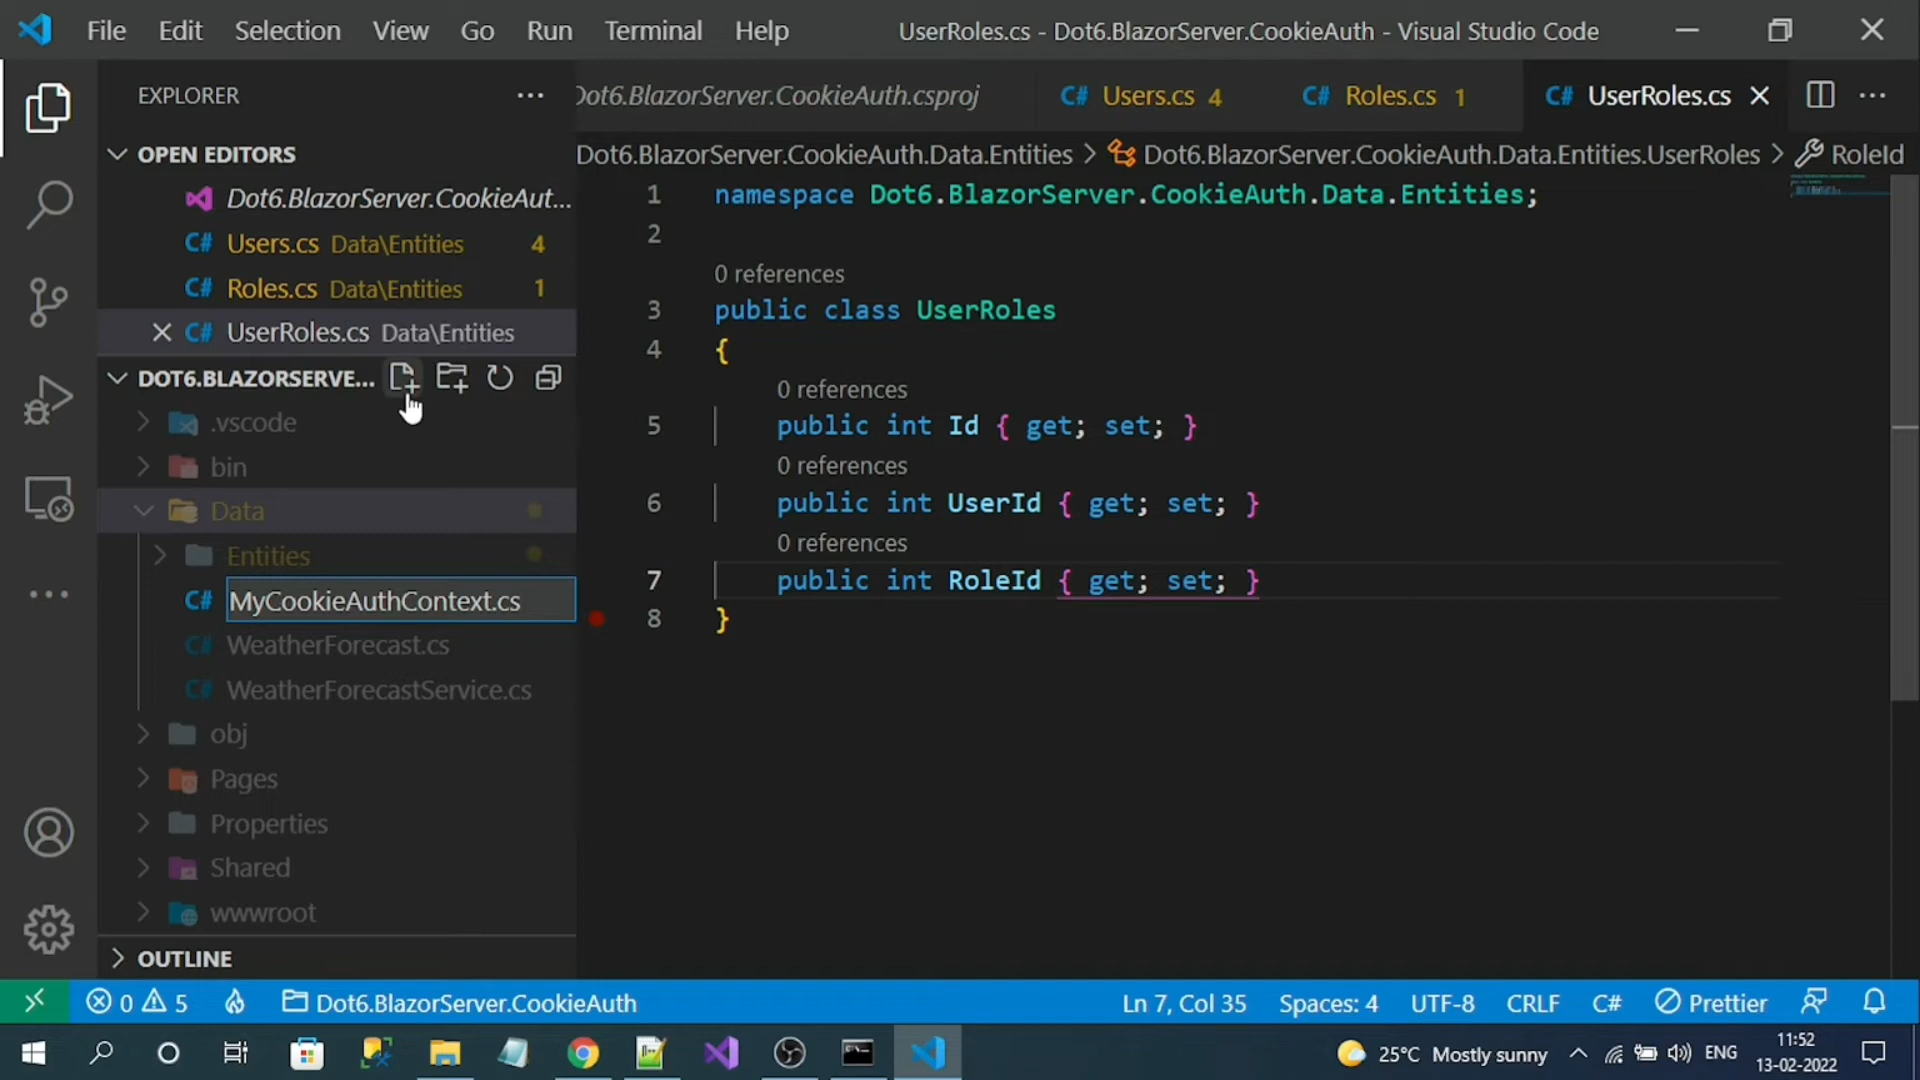 File Edit Selection View Go Run Terminal Help UserRoles.cs - Dot6.BlazorServer.CookieAuth - Visual Studio Code
EXPLORER
OPEN EDITORS
Dot6.BlazorServer.CookieAut...
Users.cs Data\Entities 4
Roles.cs Data\Entities 1
UserRoles.cs Data\Entities
DOT6.BLAZORSERVE...
.vscode
bin
Data
Entities
MyCookieAuthContext.cs
WeatherForecast.cs
WeatherForecastService.cs
obj
Pages
Properties
Shared
wwwroot
OUTLINE
Dot6.BlazorServer.CookieAuth.csproj C# Users.cs 4 C# Roles.cs 1 C# UserRoles.cs
Dot6.BlazorServer.CookieAuth.Data.Entities > Dot6.BlazorServer.CookieAuth.Data.Entities.UserRoles > RoleId
1 namespace Dot6.BlazorServer.CookieAuth.Data.Entities;
2
0 references
3 public class UserRoles
4 {
0 references
5 public int Id { get; set; }
0 references
6 public int UserId { get; set; }
0 references
7 public int RoleId { get; set; }
8 }
0 5 Dot6.BlazorServer.CookieAuth Ln 7, Col 35 Spaces: 4 UTF-8 CRLF C# Prettier
25°C Mostly sunny ENG 11:52
13-02-2022